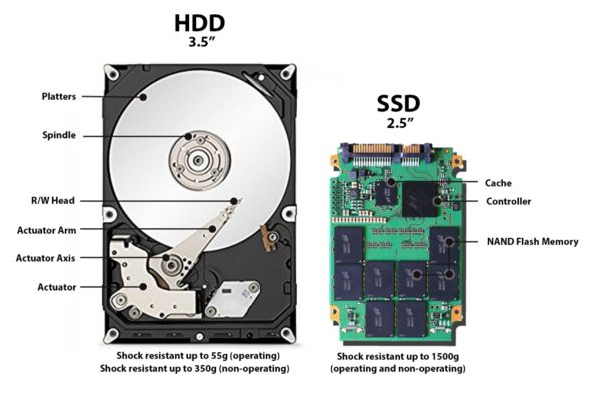 HDD
3.5”
Platters
Spindle
R/W Head
Actuator Arm
Actuator Axis
Actuator
Shock resistant up to 55g (operating)
Shock resistant up to 350g (non-operating)
SSD
2.5”
Cache
Controller
NAND Flash Memory
Shock resistant up to 1500g
(operating and non-operating)